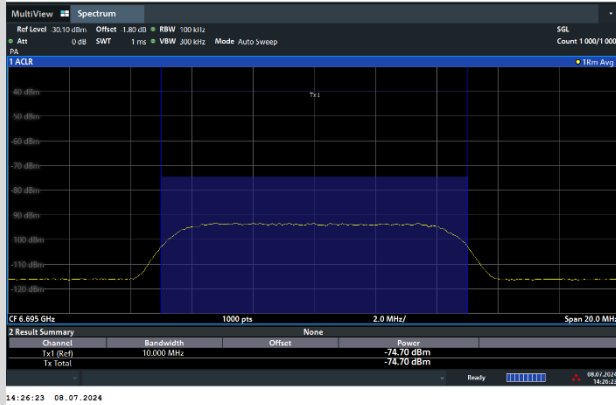 MultiView Spectrum
Ref Level -30.10 dBm Offset -1.80 dB RBW 100 kHz SGL
Att 0 dB SWT 1 ms VBW 300 kHz Mode Auto Sweep Count 1000/1000
PA
1 ACLR 1Rm Avg
-40 dBm
Tx1
-50 dBm
-60 dBm
-70 dBm
-80 dBm
-90 dBm
-100 dBm
-110 dBm
-120 dBm
CF 6.695 GHz 1000 pts 2.0 MHz/ Span 20.0 MHz
2 Result Summary None
Channel Bandwidth Offset Power
Tx1 (Ref) 10.000 MHz -74.70 dBm
Tx Total -74.70 dBm
Ready 08.07.2024
14:26:22
14:26:23 08.07.2024